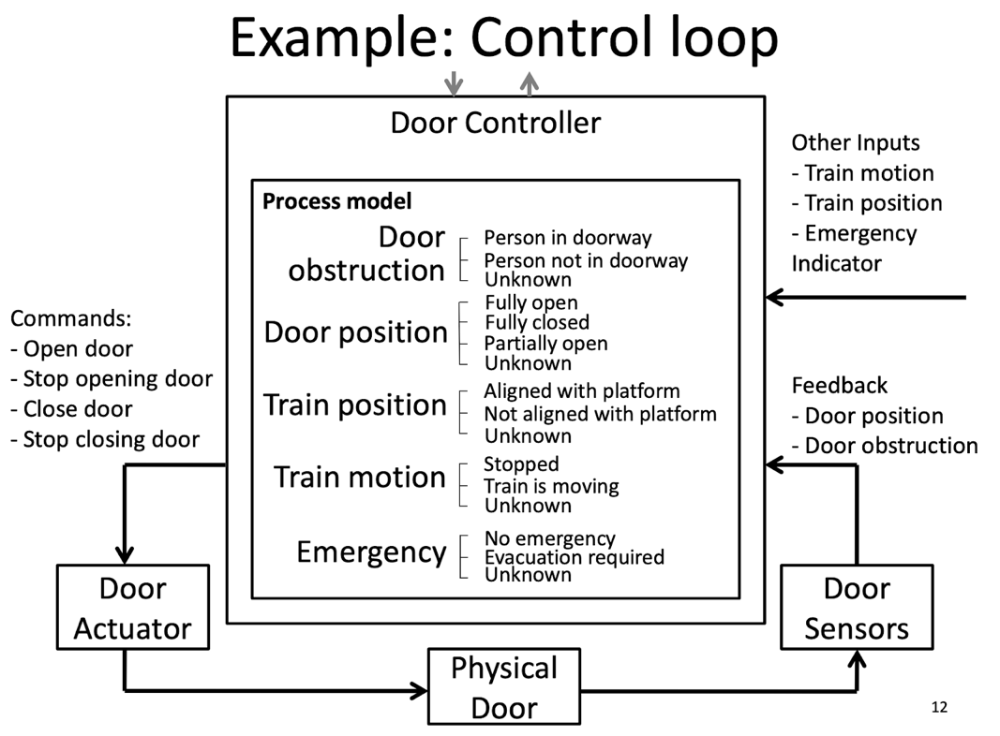 Example: Control loop
Door Controller
Other Inputs
- Train motion
- Train position
- Emergency
Indicator
Process model
Door
obstruction
Person in doorway
Person not in doorway
Unknown
Door position
Fully open
Fully closed
Partially open
Unknown
Train position
Aligned with platform
Not aligned with platform
Unknown
Train motion
Stopped
Train is moving
Unknown
Emergency
No emergency
Evacuation required
Unknown
Commands:
- Open door
- Stop opening door
- Close door
- Stop closing door
Feedback
- Door position
- Door obstruction
Door
Actuator
Physical
Door
Door
Sensors
12